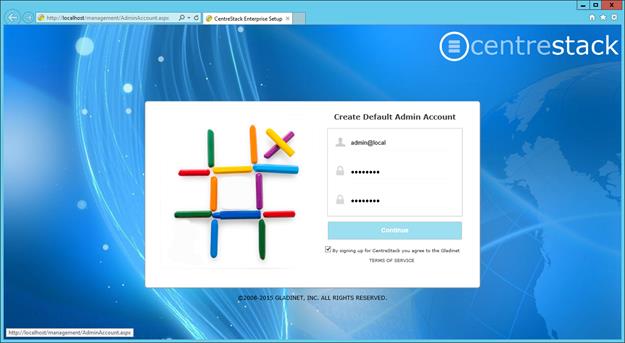 http://localhost/management/AdminAccount.aspx
CentreStack Enterprise Setup
centrestack
Create Default Admin Account
admin@local
Continue
By signing up for CentreStack you agree to the Gladinet
TERMS OF SERVICE
©2006-2015 GLADINET, INC. ALL RIGHTS RESERVED.
http://localhost/management/AdminAccount.aspx